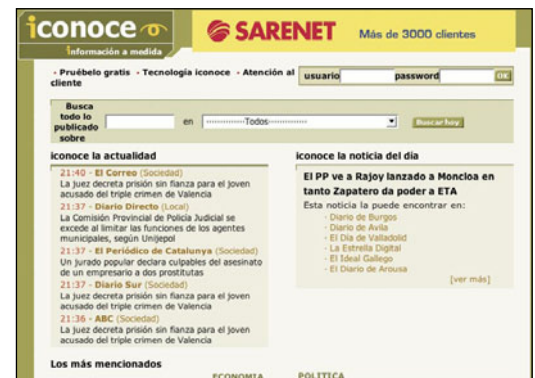 iconoce
Información a medida
SARENET Más de 3000 clientes
- Pruébelo gratis - Tecnología iconoce - Atención al
cliente
usuario password OK
Busca
todo lo
publicado
sobre
en --------------Todos--------------
Buscar hoy
iconoce la actualidad
21:40 - El Correo (Sociedad)
La juez decreta prisión sin fianza para el joven
acusado del triple crimen de Valencia
21:37 - Diario Directo (Local)
La Comisión Provincial de Policía Judicial se
excede al limitar las funciones de los agentes
municipales, según Unijepol
21:37 - El Periódico de Catalunya (Sociedad)
Un jurado popular declara culpables del asesinato
de un empresario a dos prostitutas
21:37 - Diario Sur (Sociedad)
La juez decreta prisión sin fianza para el joven
acusado del triple crimen de Valencia
21:36 - ABC (Sociedad)
La juez decreta prisión sin fianza para el joven
acusado del triple crimen de Valencia
iconoce la noticia del día
El PP ve a Rajoy lanzado a Moncloa en
tanto Zapatero da poder a ETA
Esta noticia la puede encontrar en:
- Diario de Burgos
- Diario de Avila
- El Día de Valladolid
- La Estrella Digital
- El Ideal Gallego
- El Diario de Arousa
[ver más]
Los más mencionados
ECONOMIA POLITICA